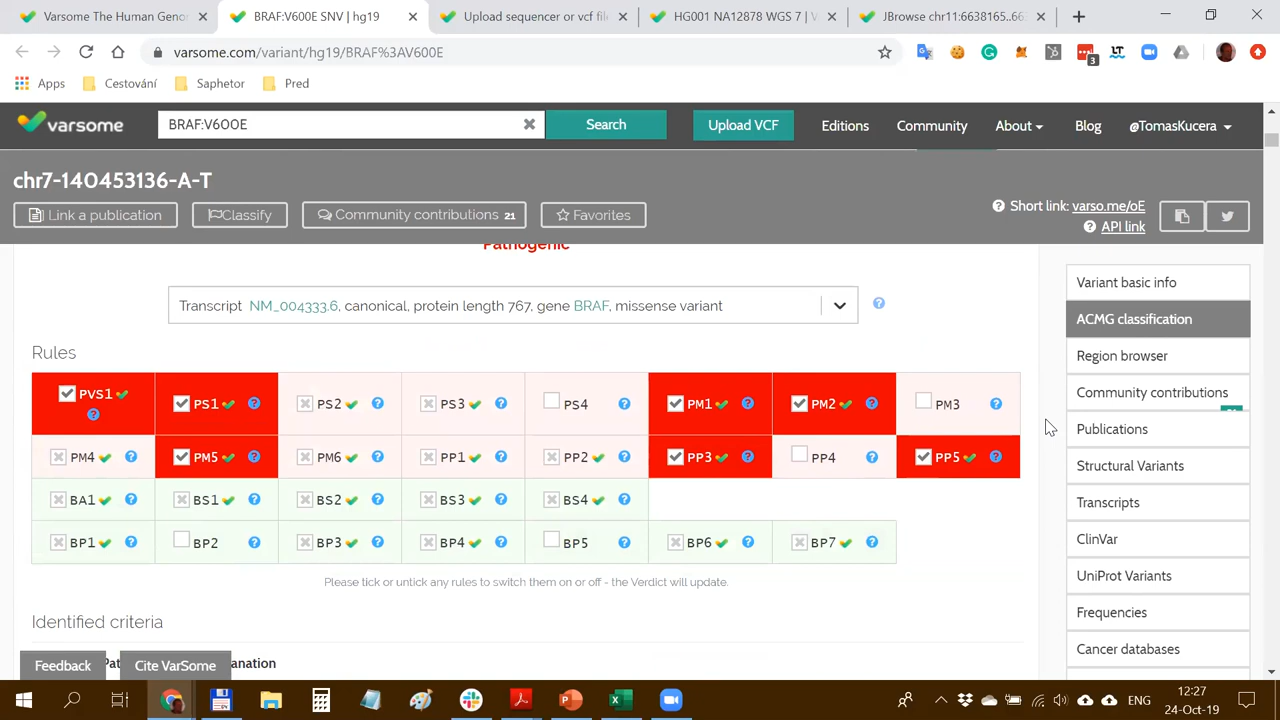 Varsome The Human Genom
BRAF:V600E SNV | hg19
Upload sequencer or vcf file
HG001 NA12878 WGS 7 | V
JBrowse chr11:6638165..66
varsome.com/variant/hg19/BRAF%3AV600E
3
Apps
Cestování
Saphetor
Pred
varsome
BRAF:V600E
Search
Upload VCF
Editions
Community
About
Blog
@TomasKucera
chr7-140453136-A-T
Link a publication
Classify
Community contributions 21
Favorites
Short link: varso.me/oE
API link
Pathogenic
Transcript NM_004333.6, canonical, protein length 767, gene BRAF, missense variant
Rules
PVS1 PS1 PS2 PS3 PS4 PM1 PM2 PM3
PM4 PM5 PM6 PP1 PP2 PP3 PP4 PP5
BA1 BS1 BS2 BS3 BS4
BP1 BP2 BP3 BP4 BP5 BP6 BP7
Please tick or untick any rules to switch them on or off - the Verdict will update.
Identified criteria
Feedback
Cite VarSome
Variant basic info
ACMG classification
Region browser
Community contributions
Publications
Structural Variants
Transcripts
ClinVar
UniProt Variants
Frequencies
Cancer databases
ENG
12:27
24-Oct-19